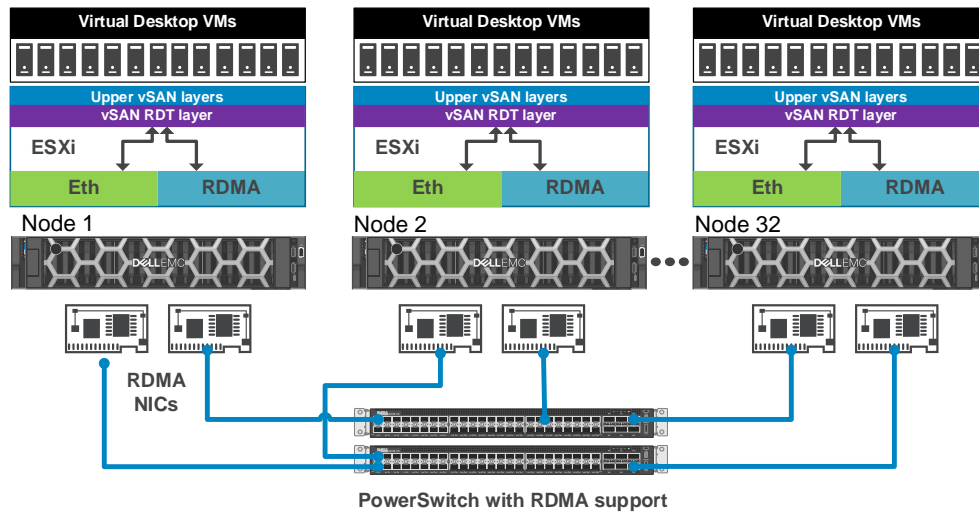 Virtual Desktop VMs
Virtual Desktop VMs
Virtual Desktop VMs
Upper vSAN layers
Upper vSAN layers
Upper vSAN layers
vSAN RDT layer
vSAN RDT layer
vSAN RDT layer
ESXi
ESXi
ESXi
Eth
RDMA
Eth
RDMA
Eth
RDMA
Node 1
Node 2
Node 32
DELLEMC
DELLEMC
DELLEMC
RDMA
NICs
PowerSwitch with RDMA support